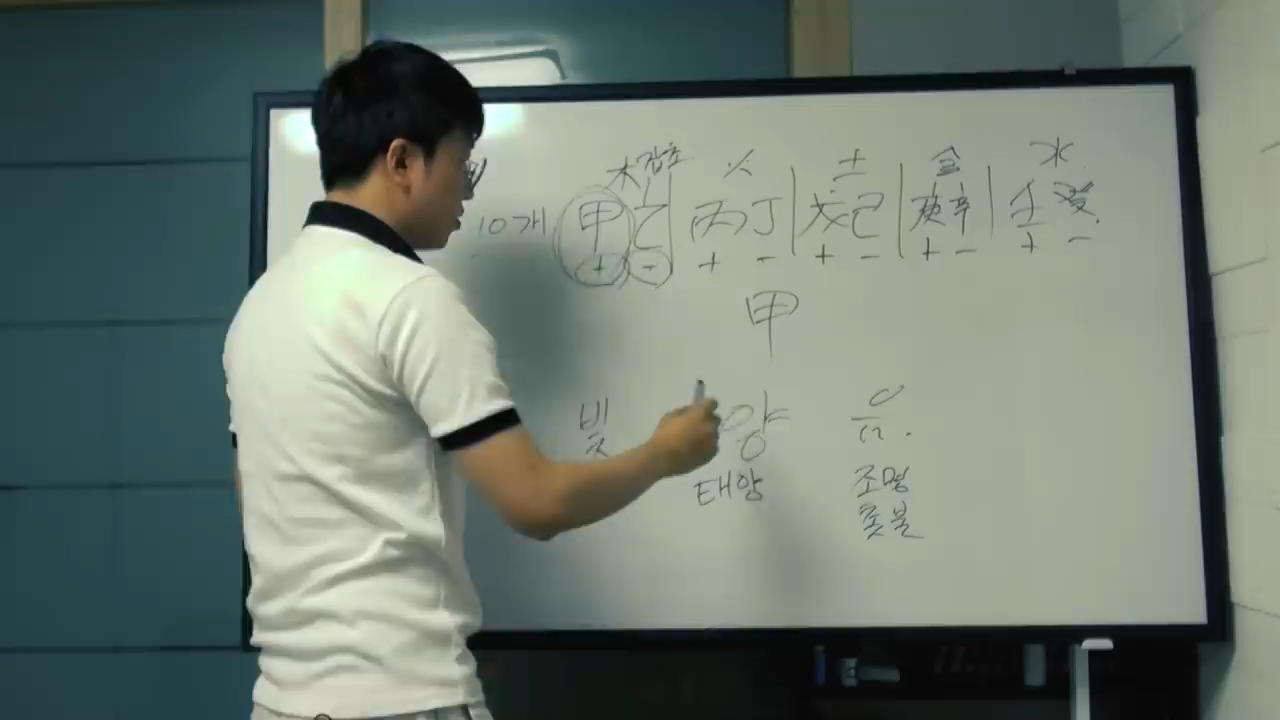 木 火 土 金 水
10개 甲乙 | 丙丁 | 戊己 | 庚辛 | 壬癸
+ - + - + - + - + -
甲
빛 양 음.
태양 조명
촛불